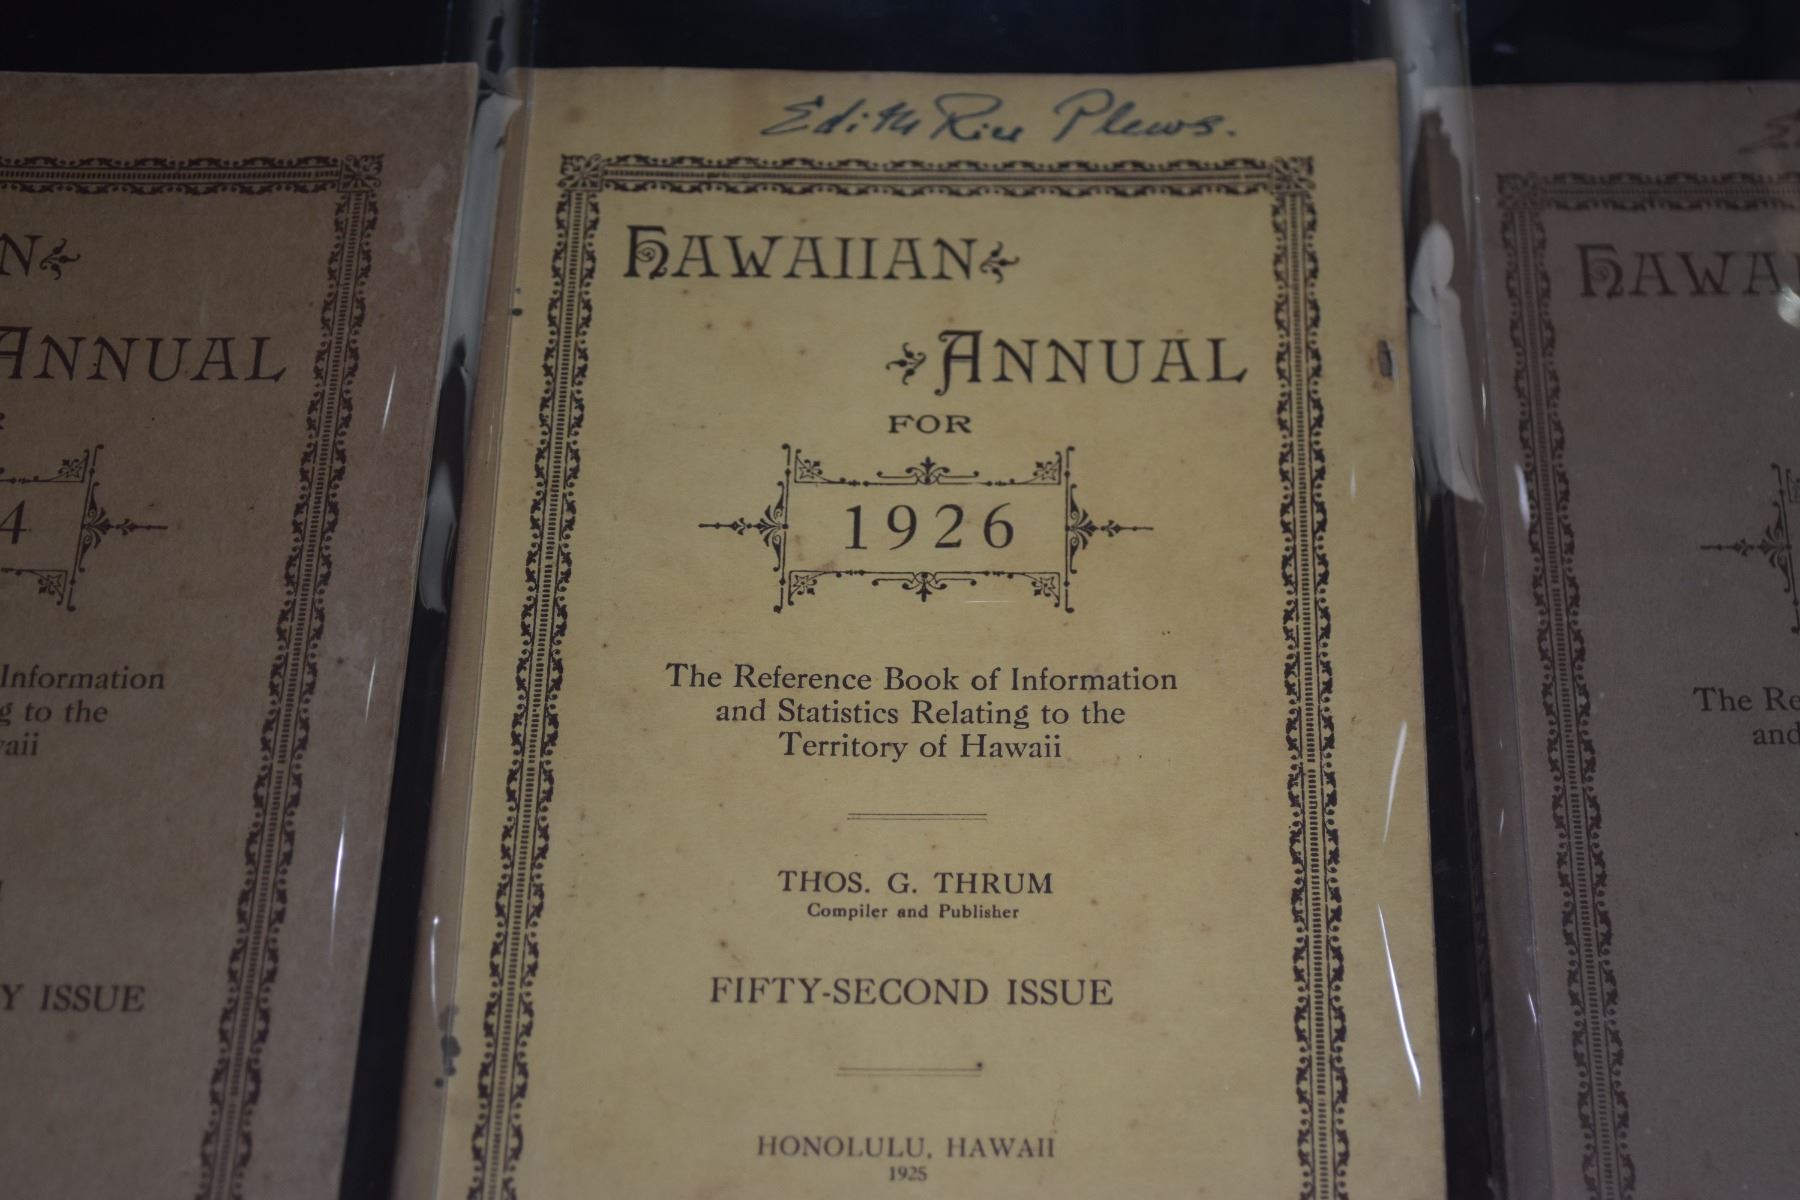 Edith Rice Plews.
HAWAIIAN
ANNUAL
FOR
1926
The Reference Book of Information
and Statistics Relating to the
Territory of Hawaii
THOS. G. THRUM
Compiler and Publisher
FIFTY-SECOND ISSUE
HONOLULU, HAWAII
1925
N
ANNUAL
4
Information
g to the
waii
Y ISSUE
HAWAI
The Re
and